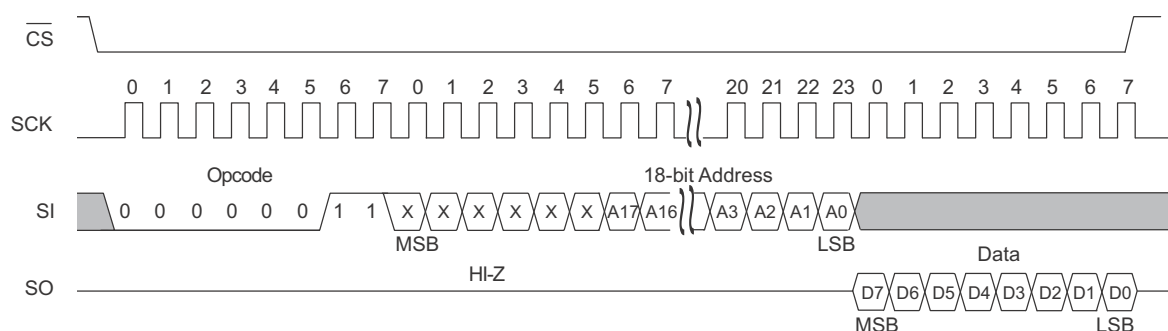 CS
0 1 2 3 4 5 6 7 0 1 2 3 4 5 6 7 20 21 22 23 0 1 2 3 4 5 6 7
SCK
Opcode 18-bit Address
SI 0 0 0 0 0 0 1 1 X X X X X X A17 A16 A3 A2 A1 A0
MSB LSB
HI-Z Data
SO D7 D6 D5 D4 D3 D2 D1 D0
MSB LSB